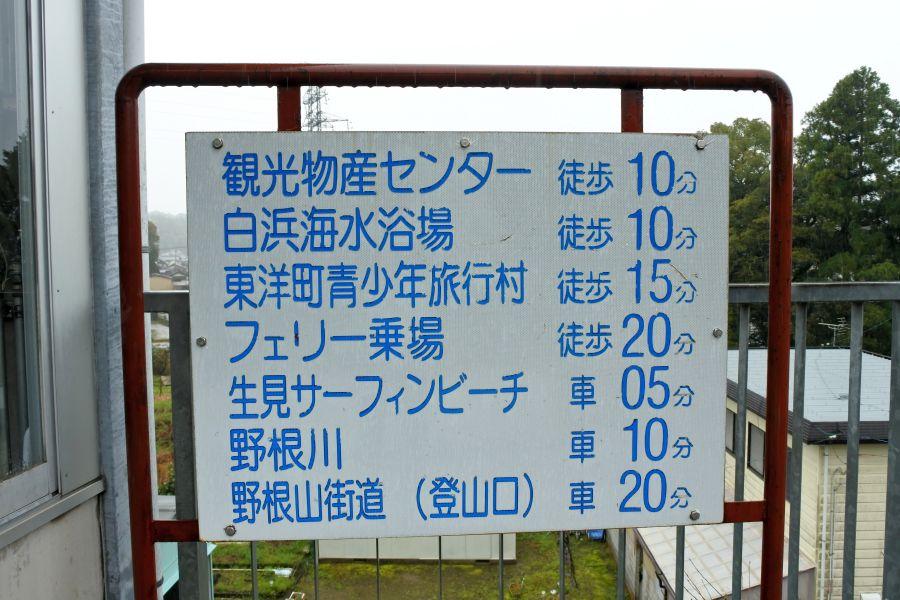 観光物産センター 徒歩 10分
白浜海水浴場 徒歩 10分
東洋町青少年旅行村 徒歩 15分
フェリー乗場 徒歩 20分
生見サーフィンビーチ 車 05分
野根川 車 10分
野根山街道（登山口） 車 20分